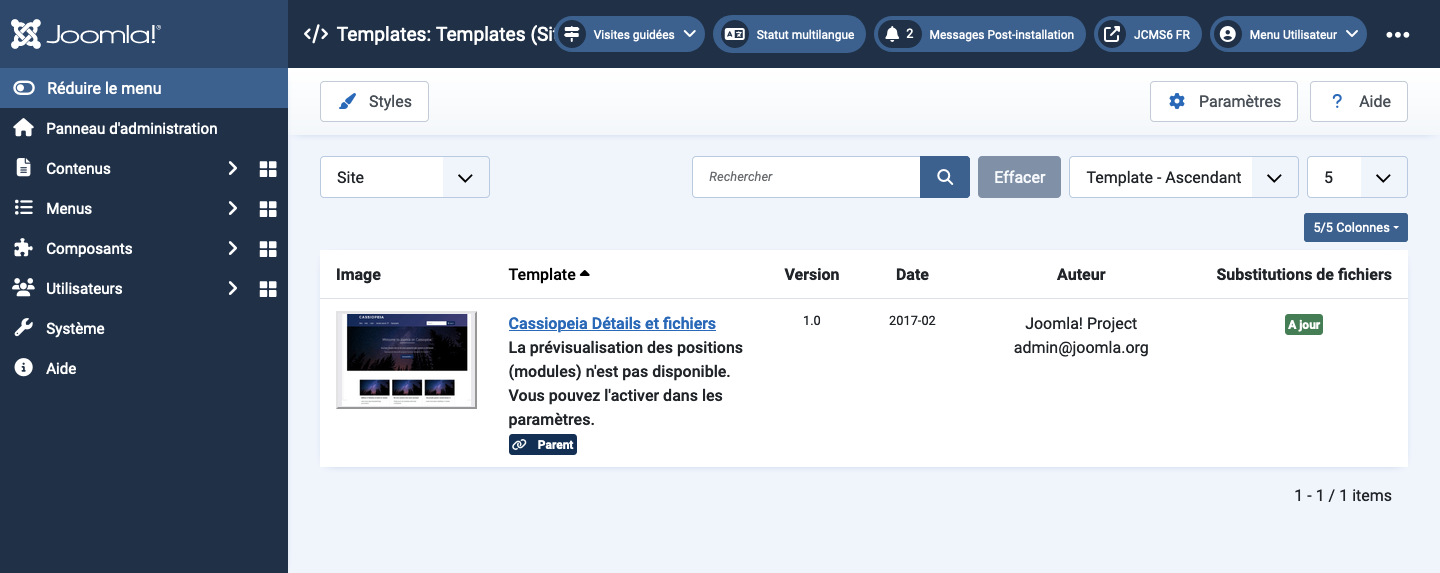 Joomla!®
Templates: Templates (Sit
Visites guidées
Statut multilangue
2 Messages Post-installation
JCMS6 FR
Menu Utilisateur
Réduire le menu
Panneau d'administration
Contenus
Menus
Composants
Utilisateurs
Système
Aide
Styles
Paramètres
? Aide
Site
Rechercher
Effacer
Template - Ascendant
5
5/5 Colonnes
Image Template Version Date Auteur Substitutions de fichiers
CASSIOPEIA
Cassiopeia Détails et fichiers
La prévisualisation des positions
(modules) n'est pas disponible.
Vous pouvez l'activer dans les
paramètres.
Parent
1.0
2017-02
Joomla! Project
admin@joomla.org
A jour
1 - 1 / 1 items